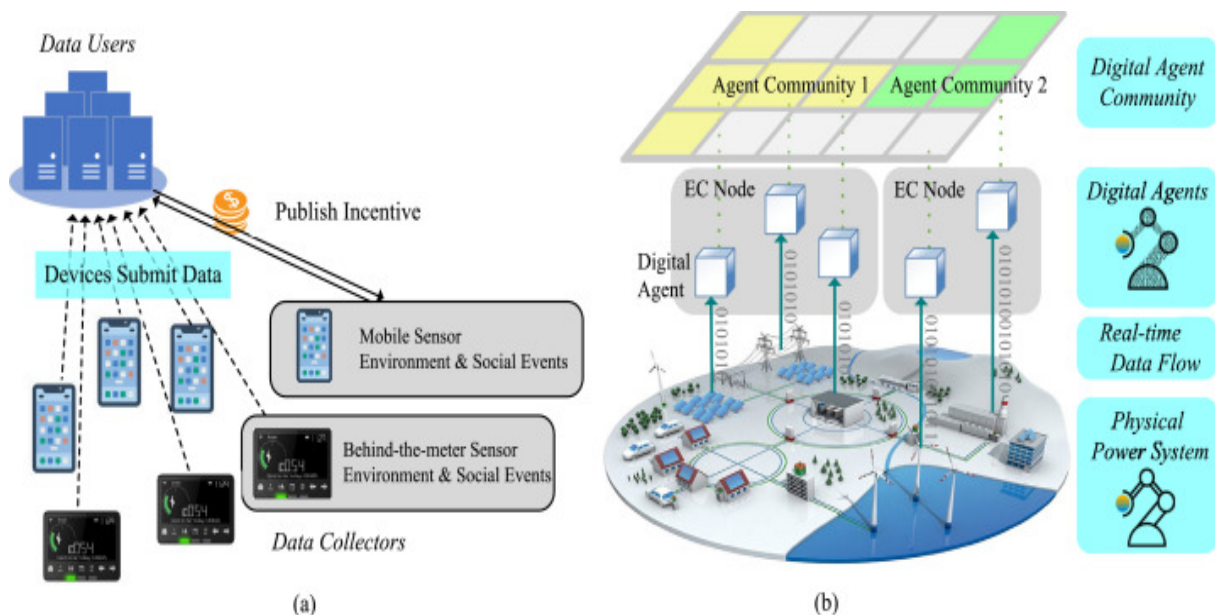 Data Users
Publish Incentive
Devices Submit Data
Mobile Sensor
Environment & Social Events
Behind-the-meter Sensor
Environment & Social Events
Data Collectors
(a)
Agent Community 1
Agent Community 2
Digital Agent
Community
EC Node
EC Node
Digital Agents
Digital
Agent
Real-time
Data Flow
Physical
Power System
(b)